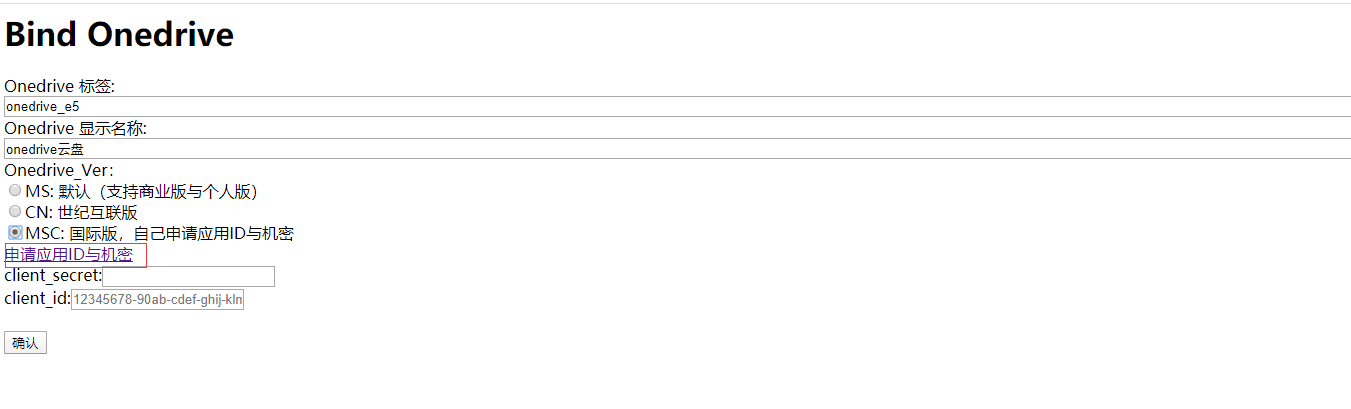 Bind Onedrive
Onedrive 标签:
onedrive_e5
Onedrive 显示名称:
onedrive云盘
Onedrive_Ver：
MS: 默认（支持商业版与个人版）
CN: 世纪互联版
MSC: 国际版，自己申请应用ID与机密
申请应用ID与机密
client_secret:
client_id:12345678-90ab-cdef-ghij-kln
确认